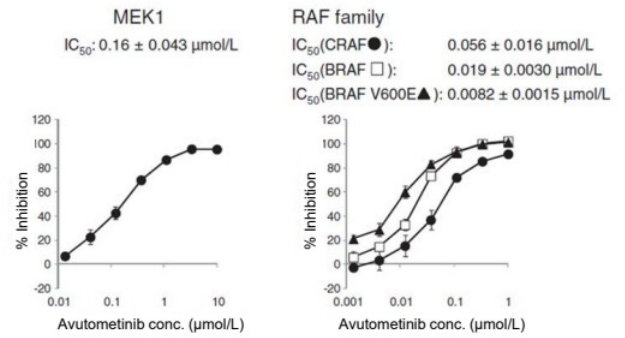 MEK1
IC50: 0.16 ± 0.043 µmol/L
RAF family
IC50(CRAF●): 0.056 ± 0.016 µmol/L
IC50(BRAF □): 0.019 ± 0.0030 µmol/L
IC50(BRAF V600E▲): 0.0082 ± 0.0015 µmol/L
% Inhibition
120
100
80
60
40
20
0
-20
0.01 0.1 1 10
Avutometinib conc. (µmol/L)
% Inhibition
120
100
80
60
40
20
0
-20
0.001 0.01 0.1 1
Avutometinib conc. (µmol/L)